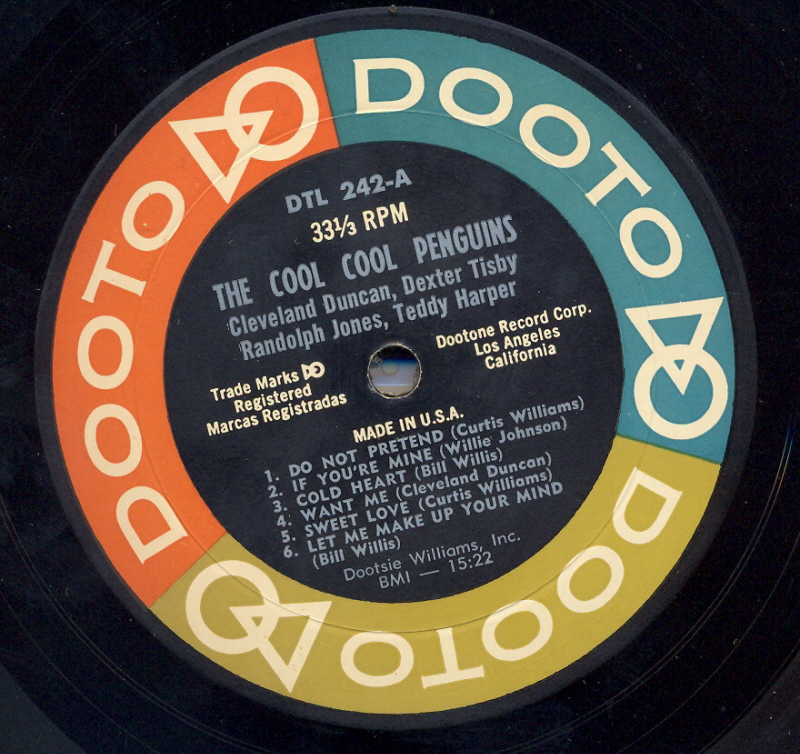 DOOTO
DOOTO
DOOTO
DTL 242-A
33⅓ RPM
THE COOL COOL PENGUINS
Cleveland Duncan, Dexter Tisby
Randolph Jones, Teddy Harper
Trade Marks DO
Registered
Marcas Registradas
Dootone Record Corp.
Los Angeles
California
MADE IN U.S.A.
1. DO NOT PRETEND (Curtis Williams)
2. IF YOU'RE MINE (Willie Johnson)
3. COLD HEART (Bill Willis)
4. WANT ME (Cleveland Duncan)
5. SWEET LOVE (Curtis Williams)
6. LET ME MAKE UP YOUR MIND
(Bill Willis)
Dootsie Williams, Inc.
BMI — 15:22